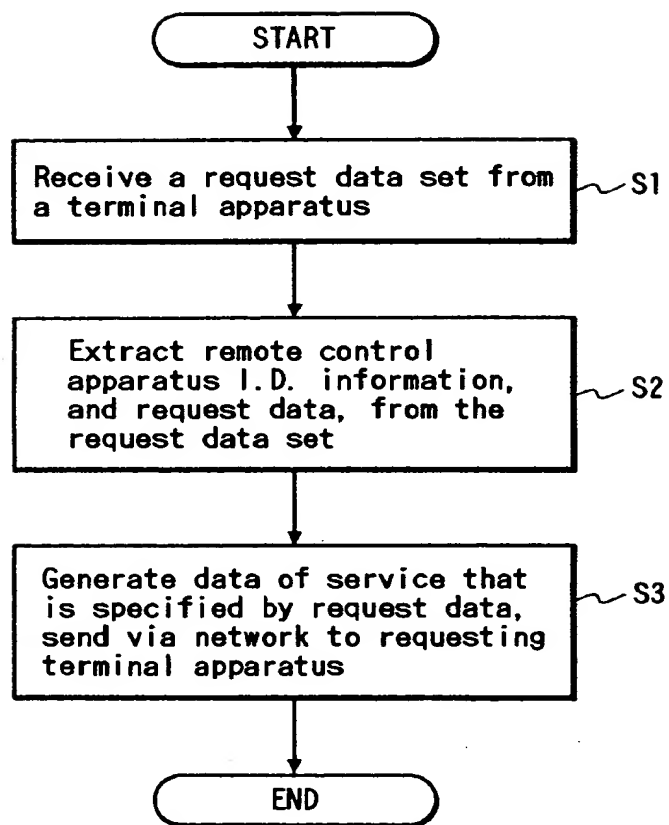 START
Receive a request data set from
a terminal apparatus
S1
Extract remote control
apparatus I.D. information,
and request data, from the
request data set
S2
Generate data of service that
is specified by request data,
send via network to requesting
terminal apparatus
S3
END